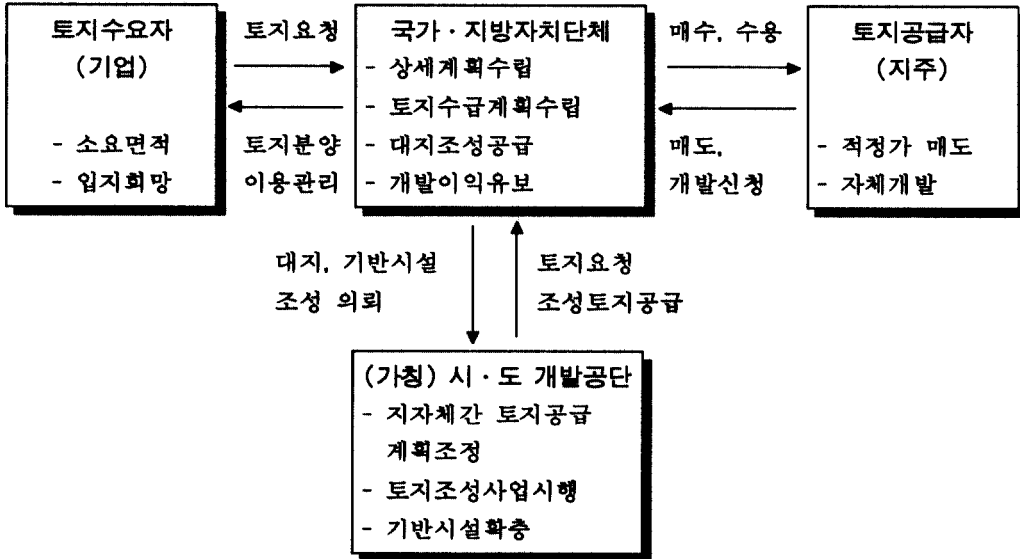 토지수요자
(기업)
- 소요면적
- 입지희망
토지요청
토지분양
이용관리
국가 · 지방자치단체
- 상세계획수립
- 토지수급계획수립
- 대지조성공급
- 개발이익유보
매수, 수용
매도,
개발신청
토지공급자
(지주)
- 적정가 매도
- 자체개발
대지, 기반시설
조성 의뢰
토지요청
조성토지공급
(가칭) 시 · 도 개발공단
- 지자체간 토지공급
계획조정
- 토지조성사업시행
- 기반시설확충